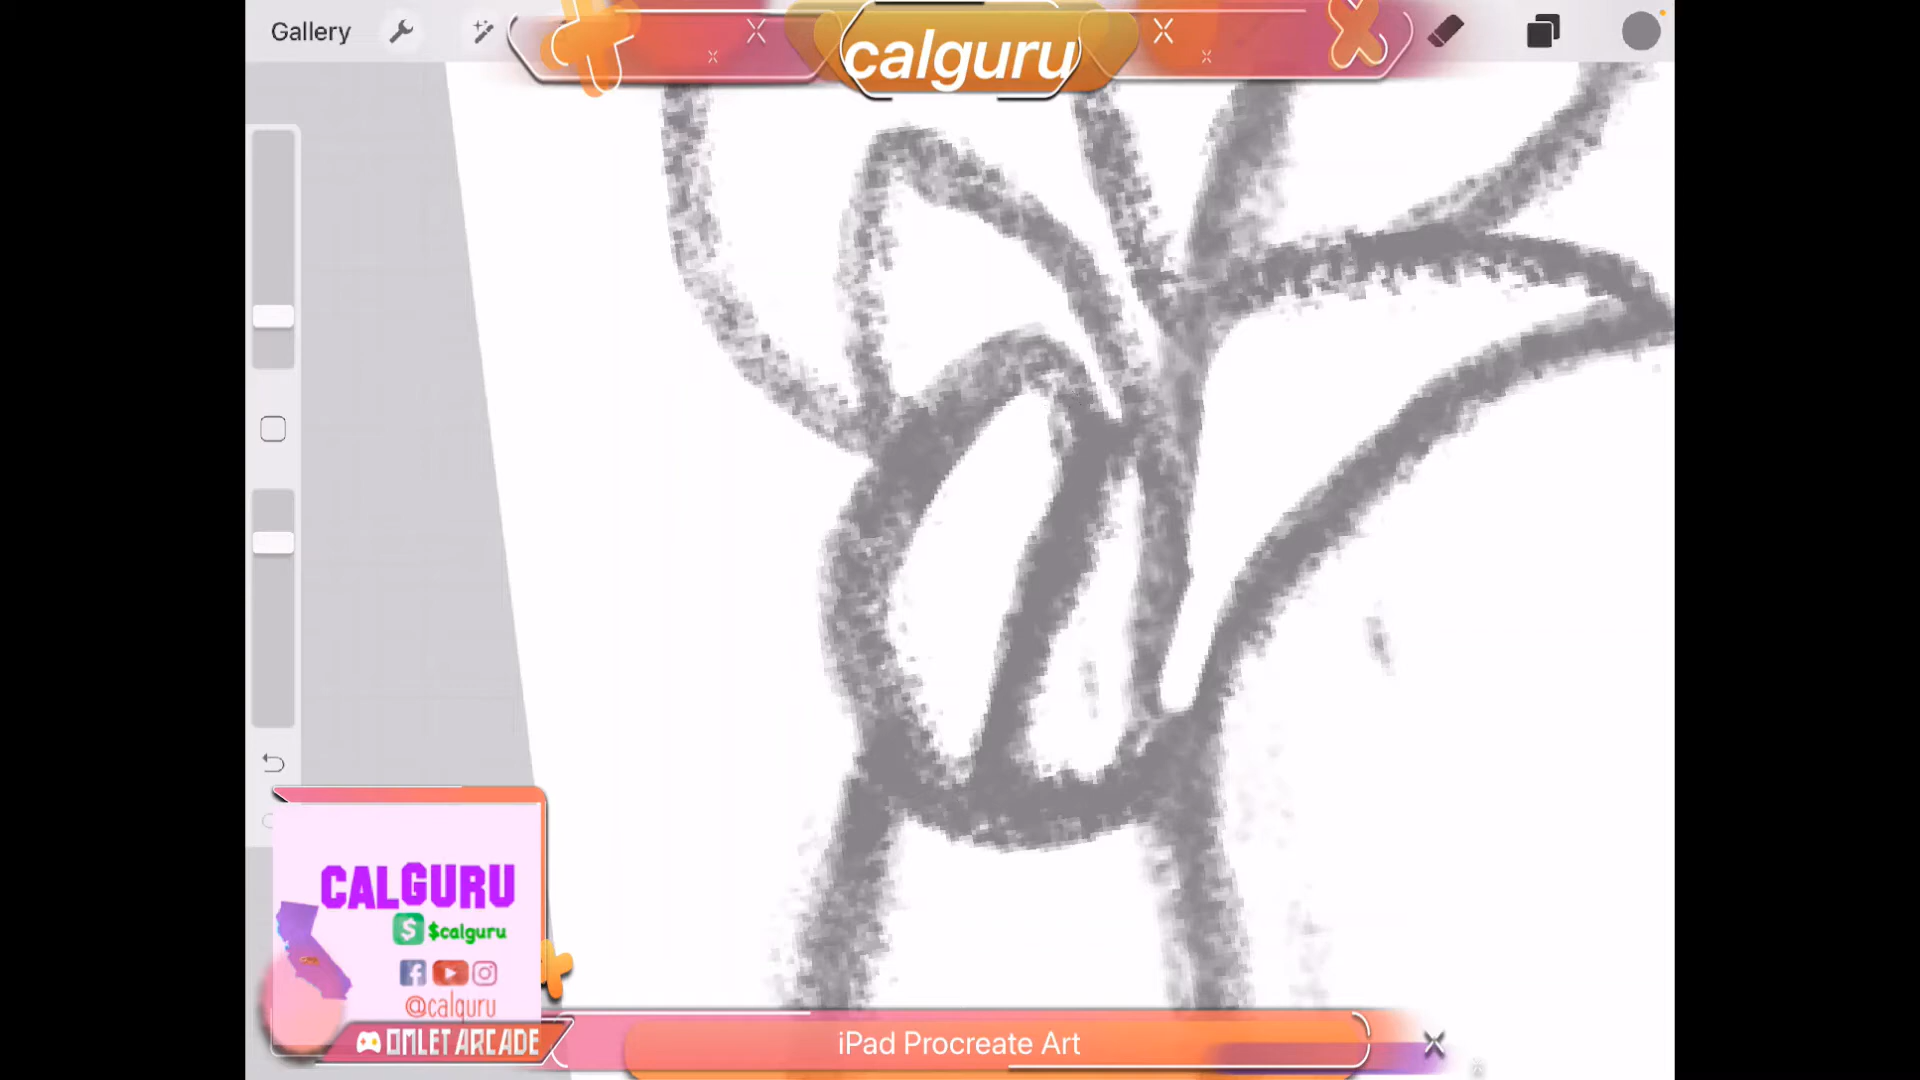 Gallery
calguru
CALGURU
$ $calguru
@calguru
OMLET ARCADE
iPad Procreate Art